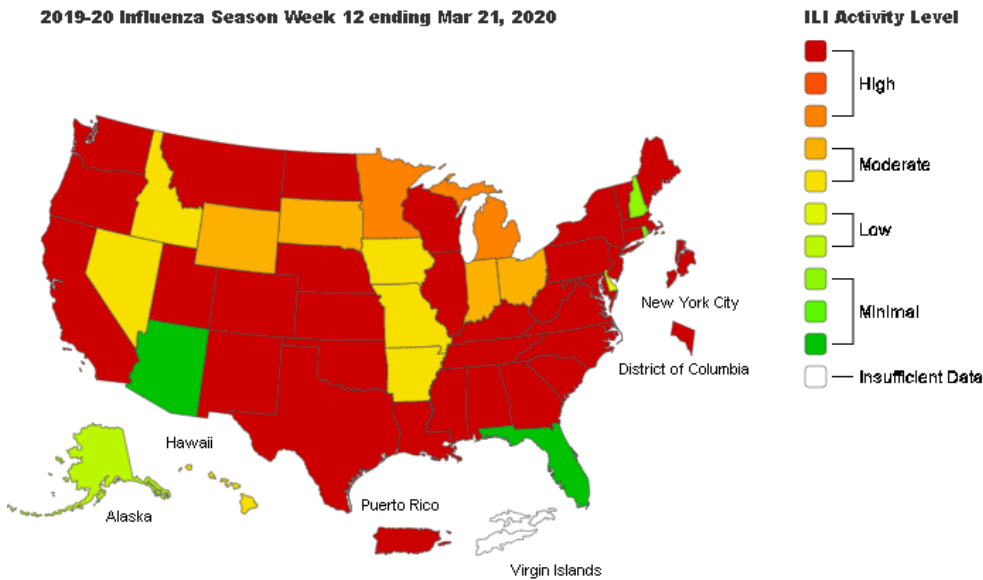 2019-20 Influenza Season Week 12 ending Mar 21, 2020
ILI Activity Level
High
Moderate
Low
Minimal
Insufficient Data
New York City
District of Columbia
Hawaii
Alaska
Puerto Rico
Virgin Islands